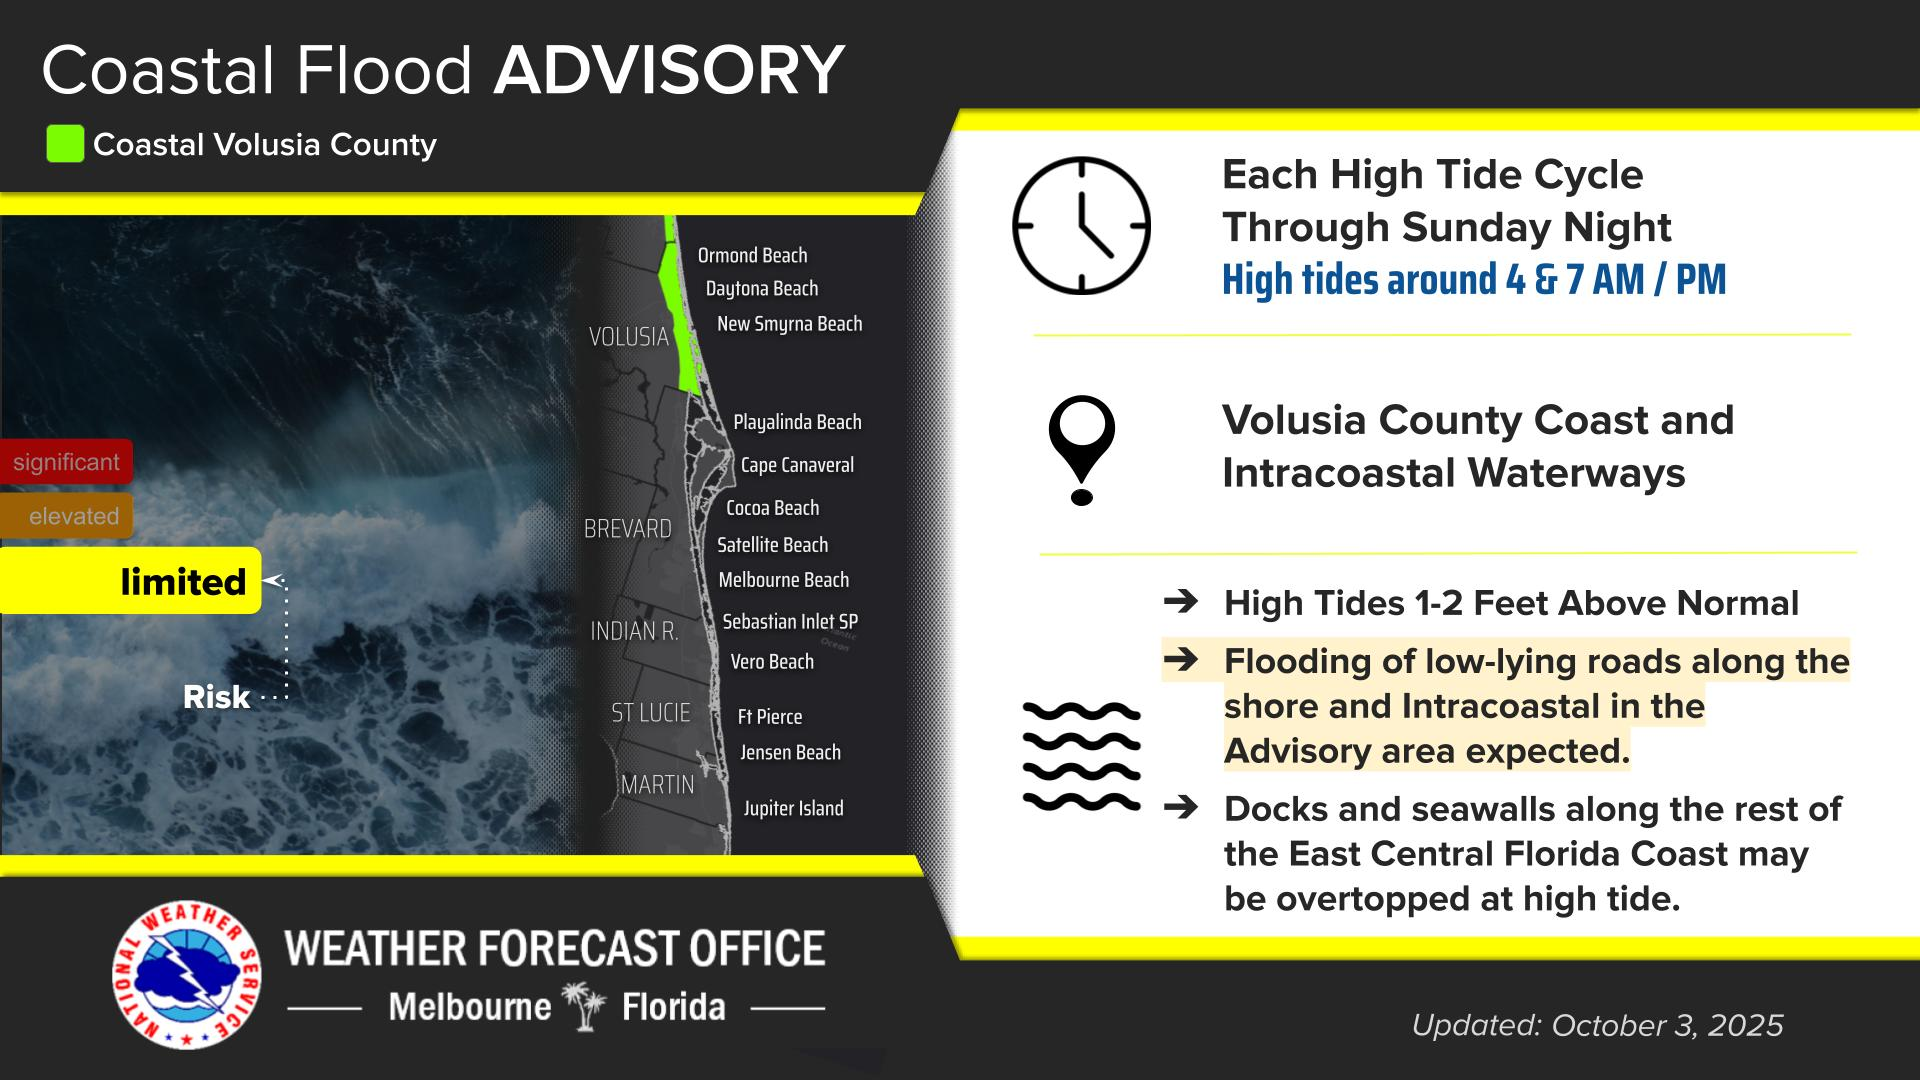 Coastal Flood ADVISORY
Coastal Volusia County
Ormond Beach
Daytona Beach
New Smyrna Beach
VOLUSIA
Playalinda Beach
Cape Canaveral
Cocoa Beach
BREVARD
Satellite Beach
Melbourne Beach
Sebastian Inlet SP
INDIAN R.
Ocean
Vero Beach
ST LUCIE
Ft Pierce
Jensen Beach
MARTIN
Jupiter Island
significant
elevated
limited
Risk
Each High Tide Cycle
Through Sunday Night
High tides around 4 & 7 AM / PM
Volusia County Coast and
Intracoastal Waterways
➔ High Tides 1-2 Feet Above Normal
➔ Flooding of low-lying roads along the
shore and Intracoastal in the
Advisory area expected.
➔ Docks and seawalls along the rest of
the East Central Florida Coast may
be overtopped at high tide.
NATIONAL WEATHER SERVICE
WEATHER FORECAST OFFICE
Melbourne Florida
Updated: October 3, 2025